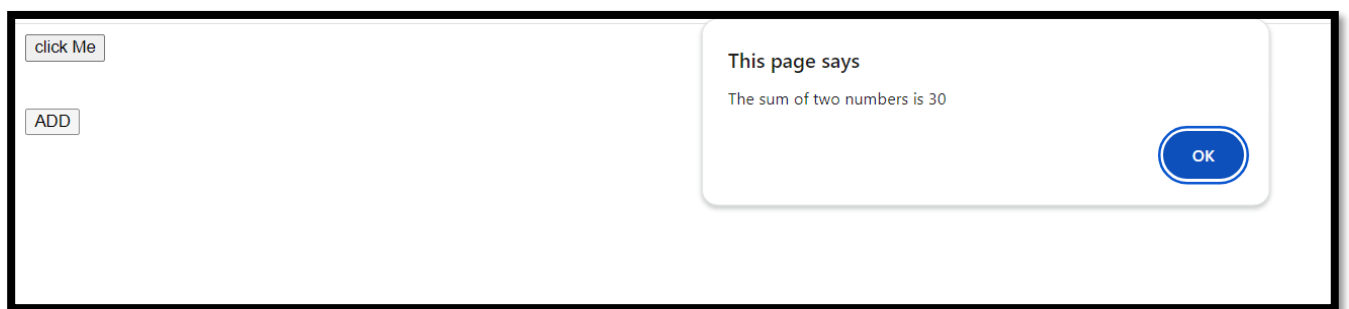 click Me
ADD
This page says
The sum of two numbers is 30
OK